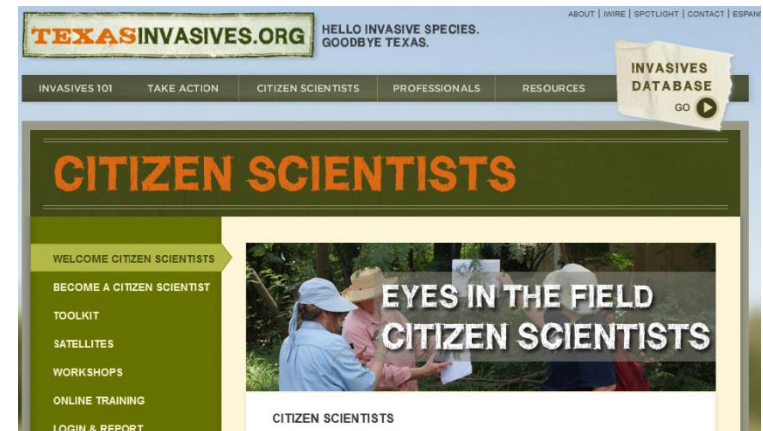 ABOUT | IWIRE | SPOTLIGHT | CONTACT | ESPANO
TEXASINVASIVES.ORG
HELLO INVASIVE SPECIES.
GOODBYE TEXAS.
INVASIVES 101 TAKE ACTION CITIZEN SCIENTISTS PROFESSIONALS RESOURCES
INVASIVES
DATABASE
GO
CITIZEN SCIENTISTS
WELCOME CITIZEN SCIENTISTS
BECOME A CITIZEN SCIENTIST
TOOLKIT
SATELLITES
WORKSHOPS
ONLINE TRAINING
LOGIN & REPORT
EYES IN THE FIELD
CITIZEN SCIENTISTS
CITIZEN SCIENTISTS